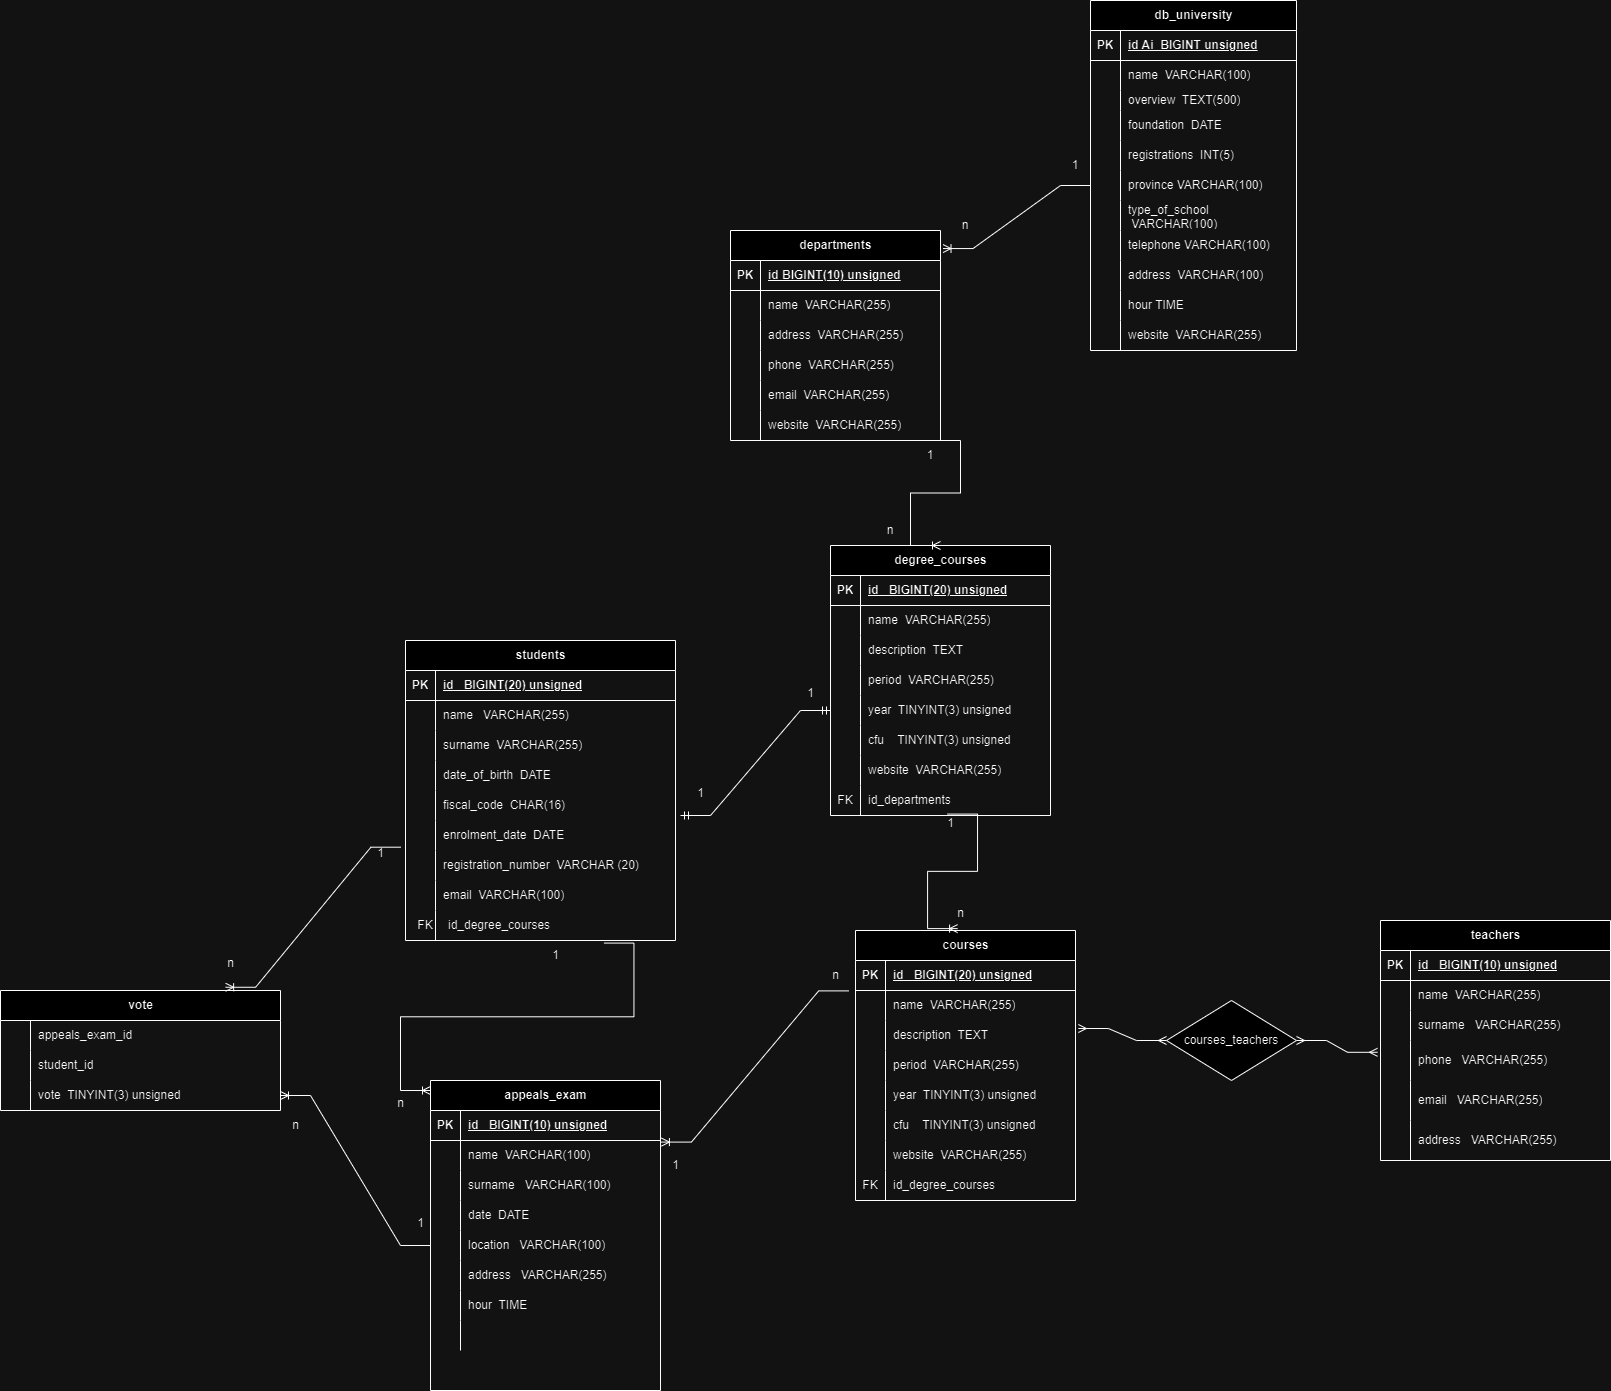 db_university
PK id Ai  BIGINT unsigned
name  VARCHAR(100)
overview  TEXT(500)
foundation  DATE
registrations  INT(5)
province VARCHAR(100)
type_of_school
VARCHAR(100)
telephone VARCHAR(100)
address  VARCHAR(100)
hour TIME
website  VARCHAR(255)
1
n
departments
PK id BIGINT(10) unsigned
name  VARCHAR(255)
address  VARCHAR(255)
phone  VARCHAR(255)
email  VARCHAR(255)
website  VARCHAR(255)
1
n
degree_courses
PK id   BIGINT(20) unsigned
name  VARCHAR(255)
description  TEXT
period  VARCHAR(255)
year  TINYINT(3) unsigned
cfu    TINYINT(3) unsigned
website  VARCHAR(255)
FK id_departments
1
1
1
n
students
PK id   BIGINT(20) unsigned
name   VARCHAR(255)
surname  VARCHAR(255)
date_of_birth  DATE
fiscal_code  CHAR(16)
enrolment_date  DATE
registration_number  VARCHAR (20)
email  VARCHAR(100)
FK id_degree_courses
1
n
1
n
vote
appeals_exam_id
student_id
vote  TINYINT(3) unsigned
n
1
appeals_exam
PK id   BIGINT(10) unsigned
name  VARCHAR(100)
surname   VARCHAR(100)
date  DATE
location   VARCHAR(100)
address   VARCHAR(255)
hour  TIME
n
1
courses
PK id   BIGINT(20) unsigned
name  VARCHAR(255)
description  TEXT
period  VARCHAR(255)
year  TINYINT(3) unsigned
cfu    TINYINT(3) unsigned
website  VARCHAR(255)
FK id_degree_courses
courses_teachers
teachers
PK id   BIGINT(10) unsigned
name  VARCHAR(255)
surname   VARCHAR(255)
phone   VARCHAR(255)
email   VARCHAR(255)
address   VARCHAR(255)